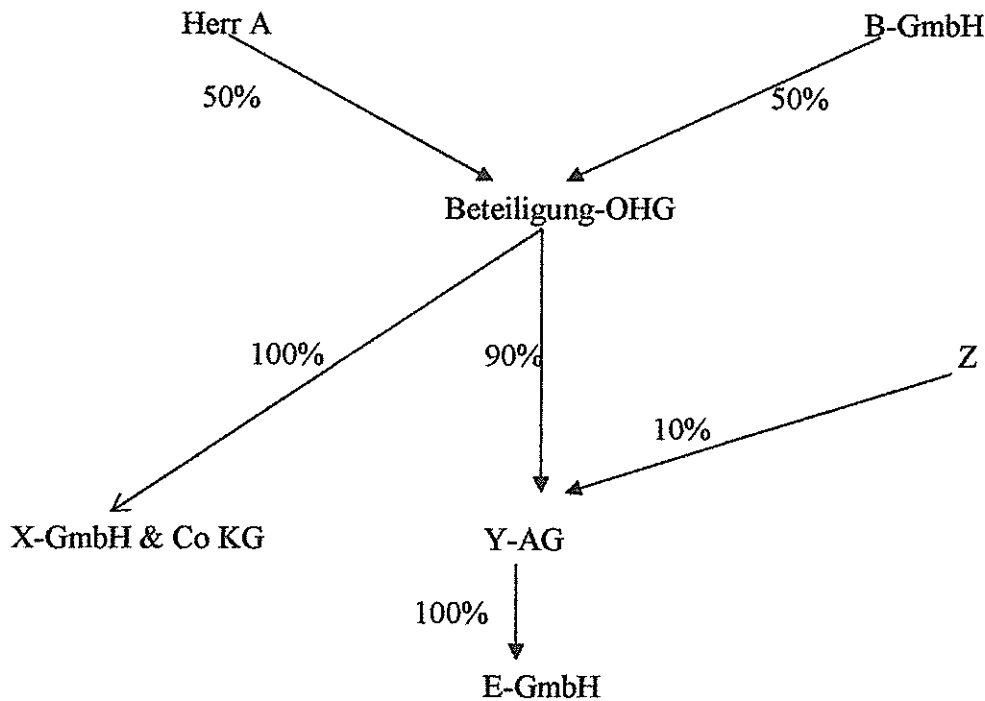 Herr A
B-GmbH
50%
50%
Beteiligung-OHG
100%
90%
Z
10%
X-GmbH & Co KG
Y-AG
100%
E-GmbH